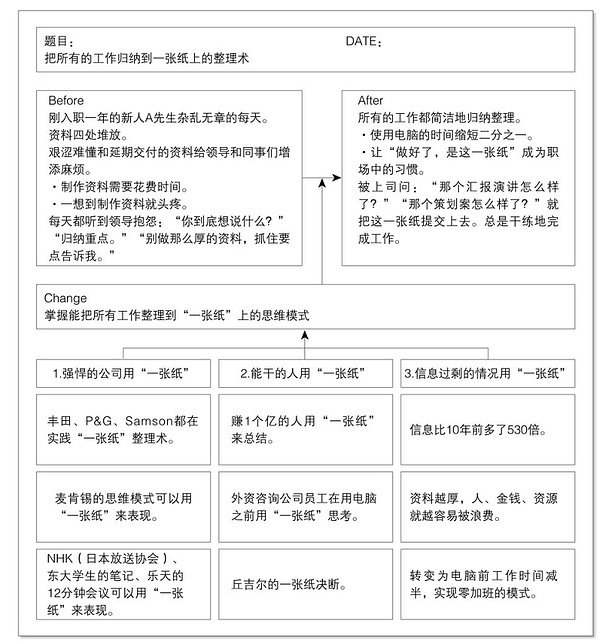 题目：
DATE：
把所有的工作归纳到一张纸上的整理术
Before
刚入职一年的新人A先生杂乱无章的每天。
资料四处堆放。
艰涩难懂和延期交付的资料给领导和同事们增
添麻烦。
・制作资料需要花费时间。
・一想到制作资料就头疼。
每天都听到领导抱怨：“你到底想说什么？”
“归纳重点。”“别做那么厚的资料，抓住要
点告诉我。”
After
所有的工作都简洁地归纳整理。
・使用电脑的时间缩短二分之一。
・让“做好了，是这一张纸”成为职
场中的习惯。
被上司问：“那个汇报演讲怎么样
了？”“那个策划案怎么样了？”就
把这一张纸提交上去。总是干练地完
成工作。
Change
掌握能把所有工作整理到“一张纸”上的思维模式
1.强悍的公司用“一张纸”
2.能干的人用“一张纸”
3.信息过剩的情况用“一张纸”
丰田、P&G、Samson都在
实践“一张纸”整理术。
赚1个亿的人用“一张纸”
来总结。
信息比10年前多了530倍。
麦肯锡的思维模式可以用
“一张纸”来表现。
外资咨询公司员工在用电脑
之前用“一张纸”思考。
资料越厚，人、金钱、资源
就越容易被浪费。
NHK（日本放送协会）、
东大学生的笔记、乐天的
12分钟会议可以用“一张
纸”来表现。
丘吉尔的一张纸决断。
转变为电脑前工作时间减
半，实现零加班的模式。